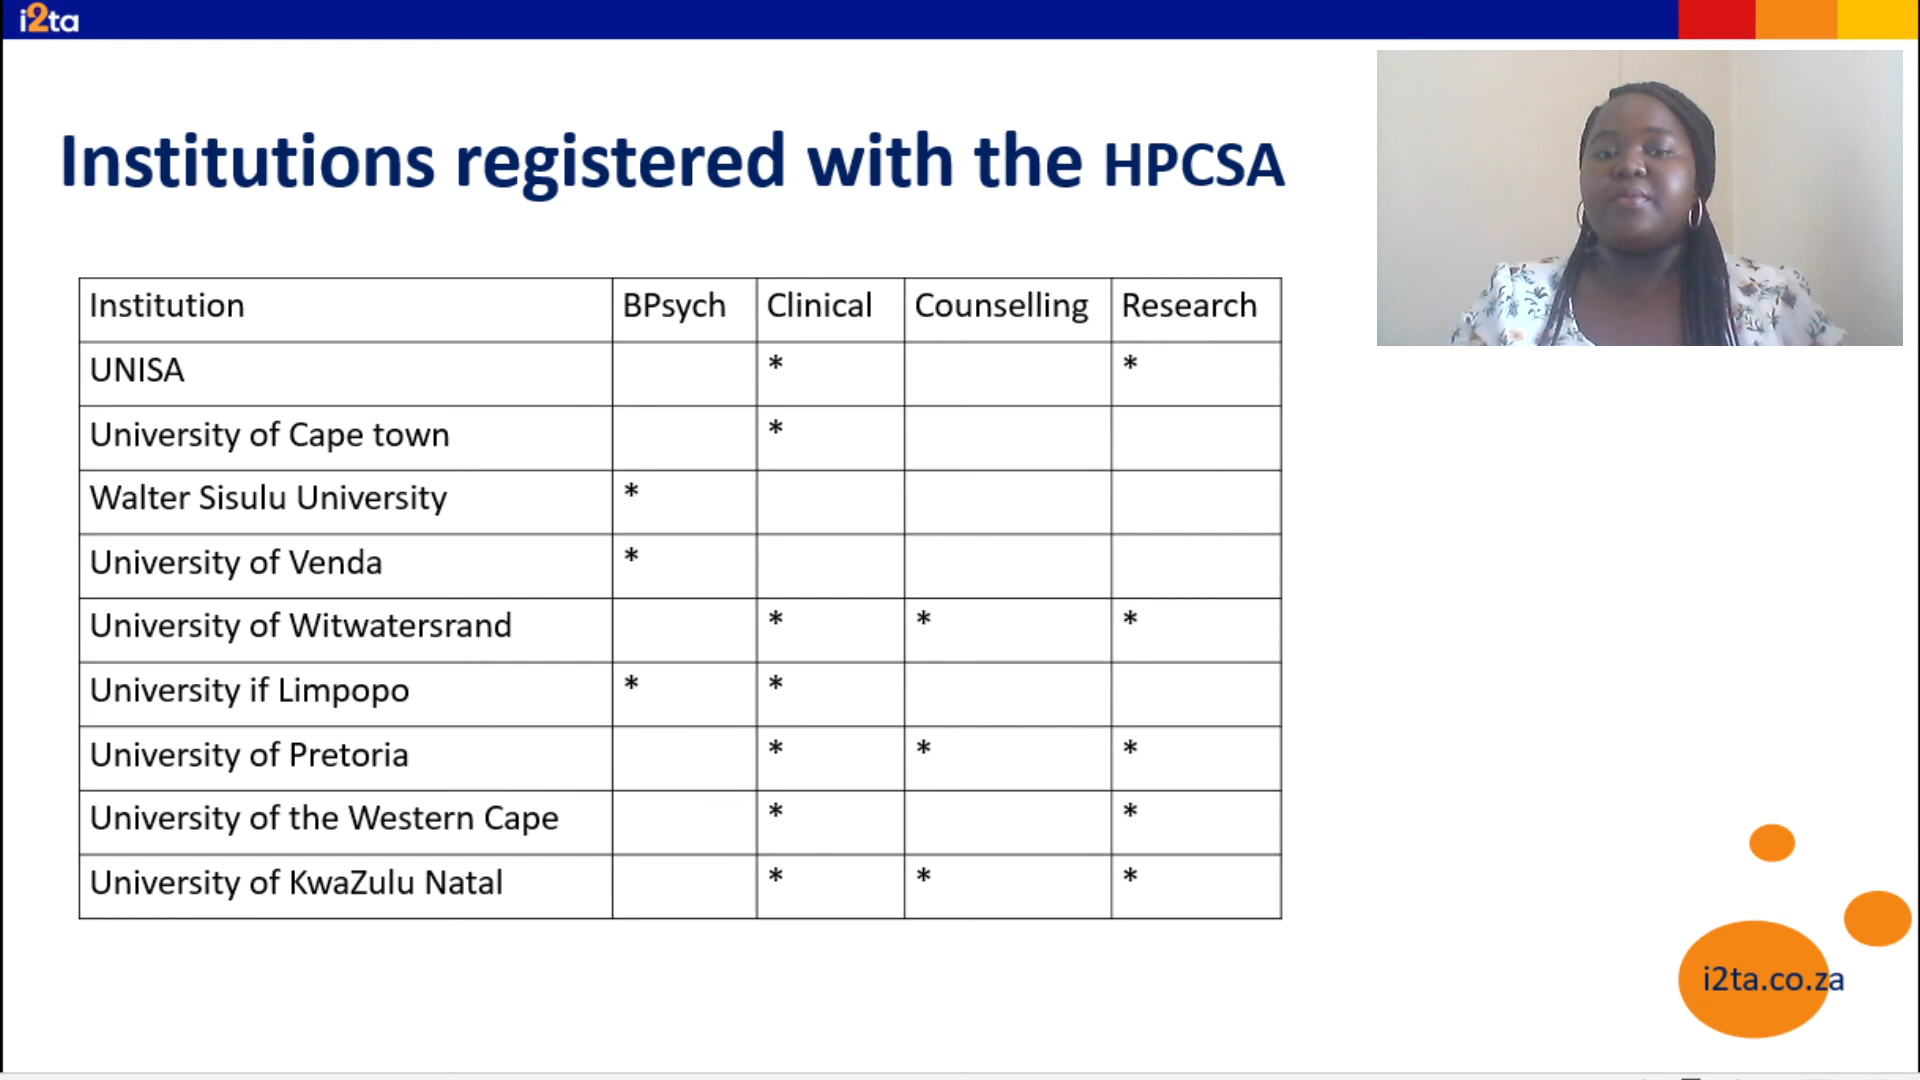 i2ta
Institutions registered with the HPCSA
Institution BPsych Clinical Counselling Research
UNISA * *
University of Cape town *
Walter Sisulu University *
University of Venda *
University of Witwatersrand * * *
University if Limpopo * *
University of Pretoria * * *
University of the Western Cape * *
University of KwaZulu Natal * * *
i2ta.co.za